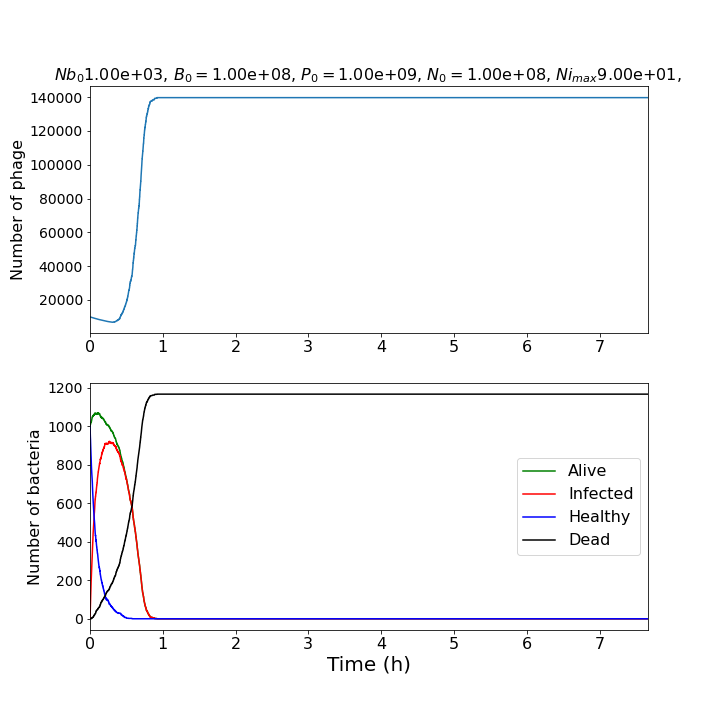 Nb₀1.00e+03, B₀ = 1.00e+08, P₀ = 1.00e+09, N₀ = 1.00e+08, Niₘₐₓ9.00e+01,
140000
120000
100000
80000
60000
40000
20000
Number of phage
0 1 2 3 4 5 6 7
1200
1000
800
600
400
200
0
Number of bacteria
Alive
Infected
Healthy
Dead
0 1 2 3 4 5 6 7
Time (h)